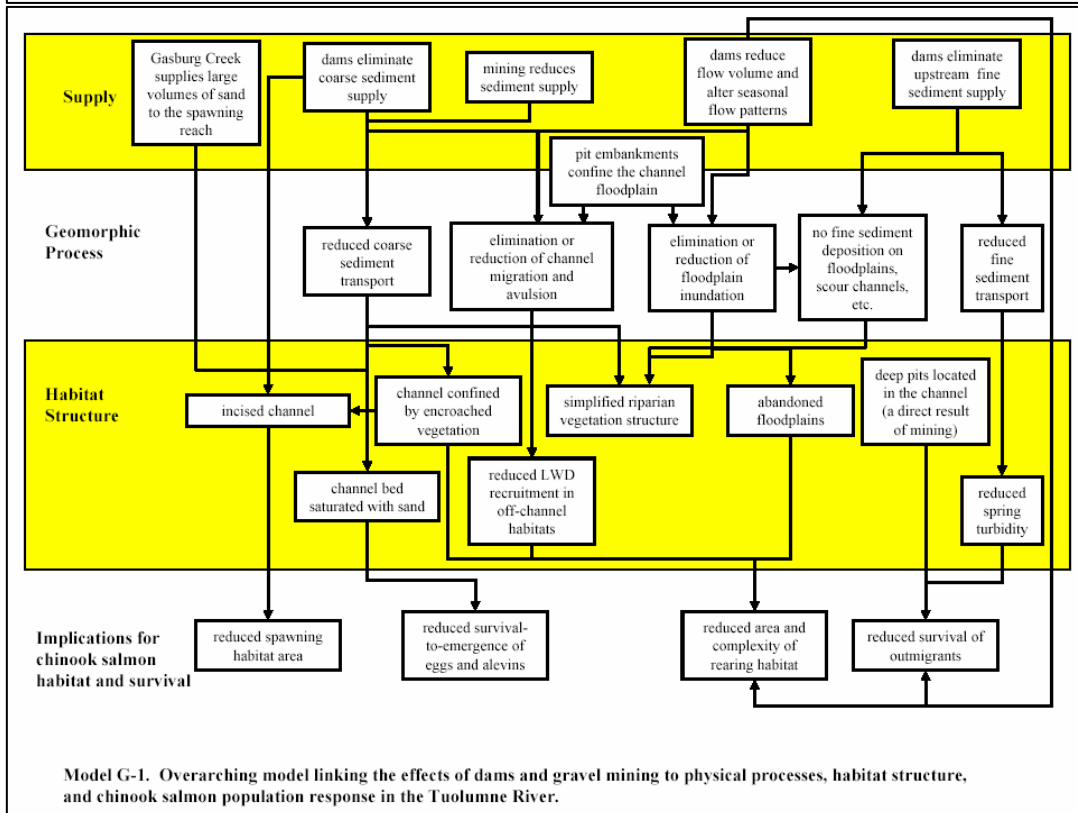 Supply
Gasburg Creek
supplies large
volumes of sand
to the spawning
reach
dams eliminate
coarse sediment
supply
mining reduces
sediment supply
dams reduce
flow volume and
alter seasonal
flow patterns
dams eliminate
upstream fine
sediment supply
pit embankments
confine the channel
floodplain
Geomorphic
Process
reduced coarse
sediment
transport
elimination or
reduction of channel
migration and
avulsion
elimination or
reduction of
floodplain
inundation
no fine sediment
deposition on
floodplains,
scour channels,
etc.
reduced
fine
sediment
transport
Habitat
Structure
incised channel
channel confined
by encroached
vegetation
simplified riparian
vegetation structure
abandoned
floodplains
deep pits located
in the channel
(a direct result
of mining)
channel bed
saturated with sand
reduced LWD
recruitment in
off-channel
habitats
reduced
spring
turbidity
Implications for
chinook salmon
habitat and survival
reduced spawning
habitat area
reduced survival-
to-emergence of
eggs and alevins
reduced area and
complexity of
rearing habitat
reduced survival of
outmigrants
Model G-1.  Overarching model linking the effects of dams and gravel mining to physical processes, habitat structure,
and chinook salmon population response in the Tuolumne River.